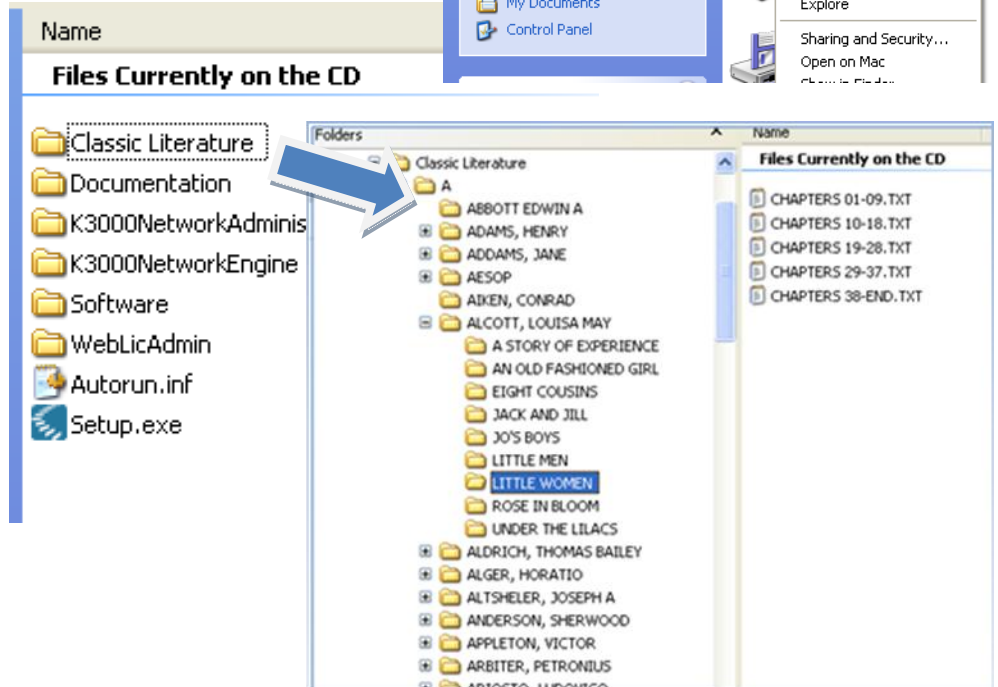 My Documents
Control Panel
Explore
Sharing and Security...
Open on Mac
Show in Finder
Name
Files Currently on the CD
Classic Literature
Documentation
K3000NetworkAdminis
K3000NetworkEngine
Software
WebLicAdmin
Autorun.inf
Setup.exe
Folders
Classic Literature
A
ABBOTT EDWIN A
ADAMS, HENRY
ADDAMS, JANE
AESOP
AIKEN, CONRAD
ALCOTT, LOUISA MAY
A STORY OF EXPERIENCE
AN OLD FASHIONED GIRL
EIGHT COUSINS
JACK AND JILL
JO'S BOYS
LITTLE MEN
LITTLE WOMEN
ROSE IN BLOOM
UNDER THE LILACS
ALDRICH, THOMAS BAILEY
ALGER, HORATIO
ALTSHELER, JOSEPH A
ANDERSON, SHERWOOD
APPLETON, VICTOR
ARBITER, PETRONIUS
ARIOSTO, LUDOVICO
Name
Files Currently on the CD
CHAPTERS 01-09.TXT
CHAPTERS 10-18.TXT
CHAPTERS 19-28.TXT
CHAPTERS 29-37.TXT
CHAPTERS 38-END.TXT